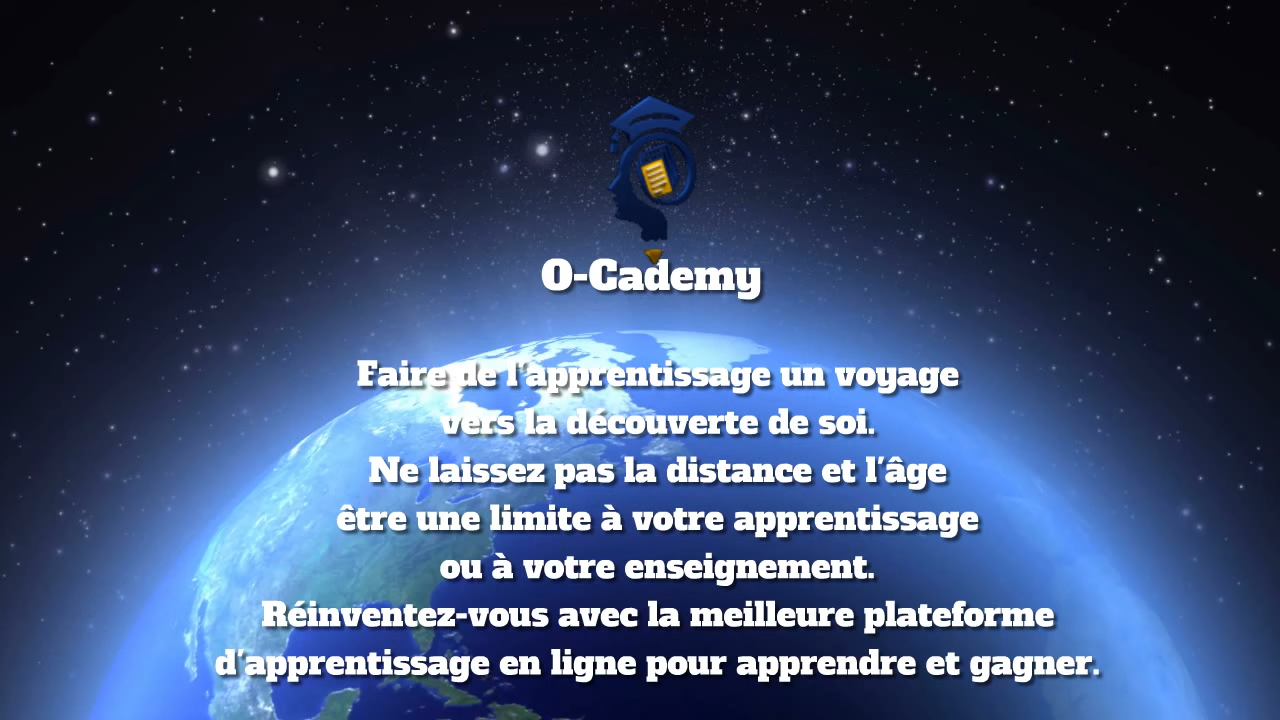 O-Cademy
Faire de l'apprentissage un voyage
vers la découverte de soi.
Ne laissez pas la distance et l'âge
être une limite à votre apprentissage
ou à votre enseignement.
Réinventez-vous avec la meilleure plateforme
d'apprentissage en ligne pour apprendre et gagner.